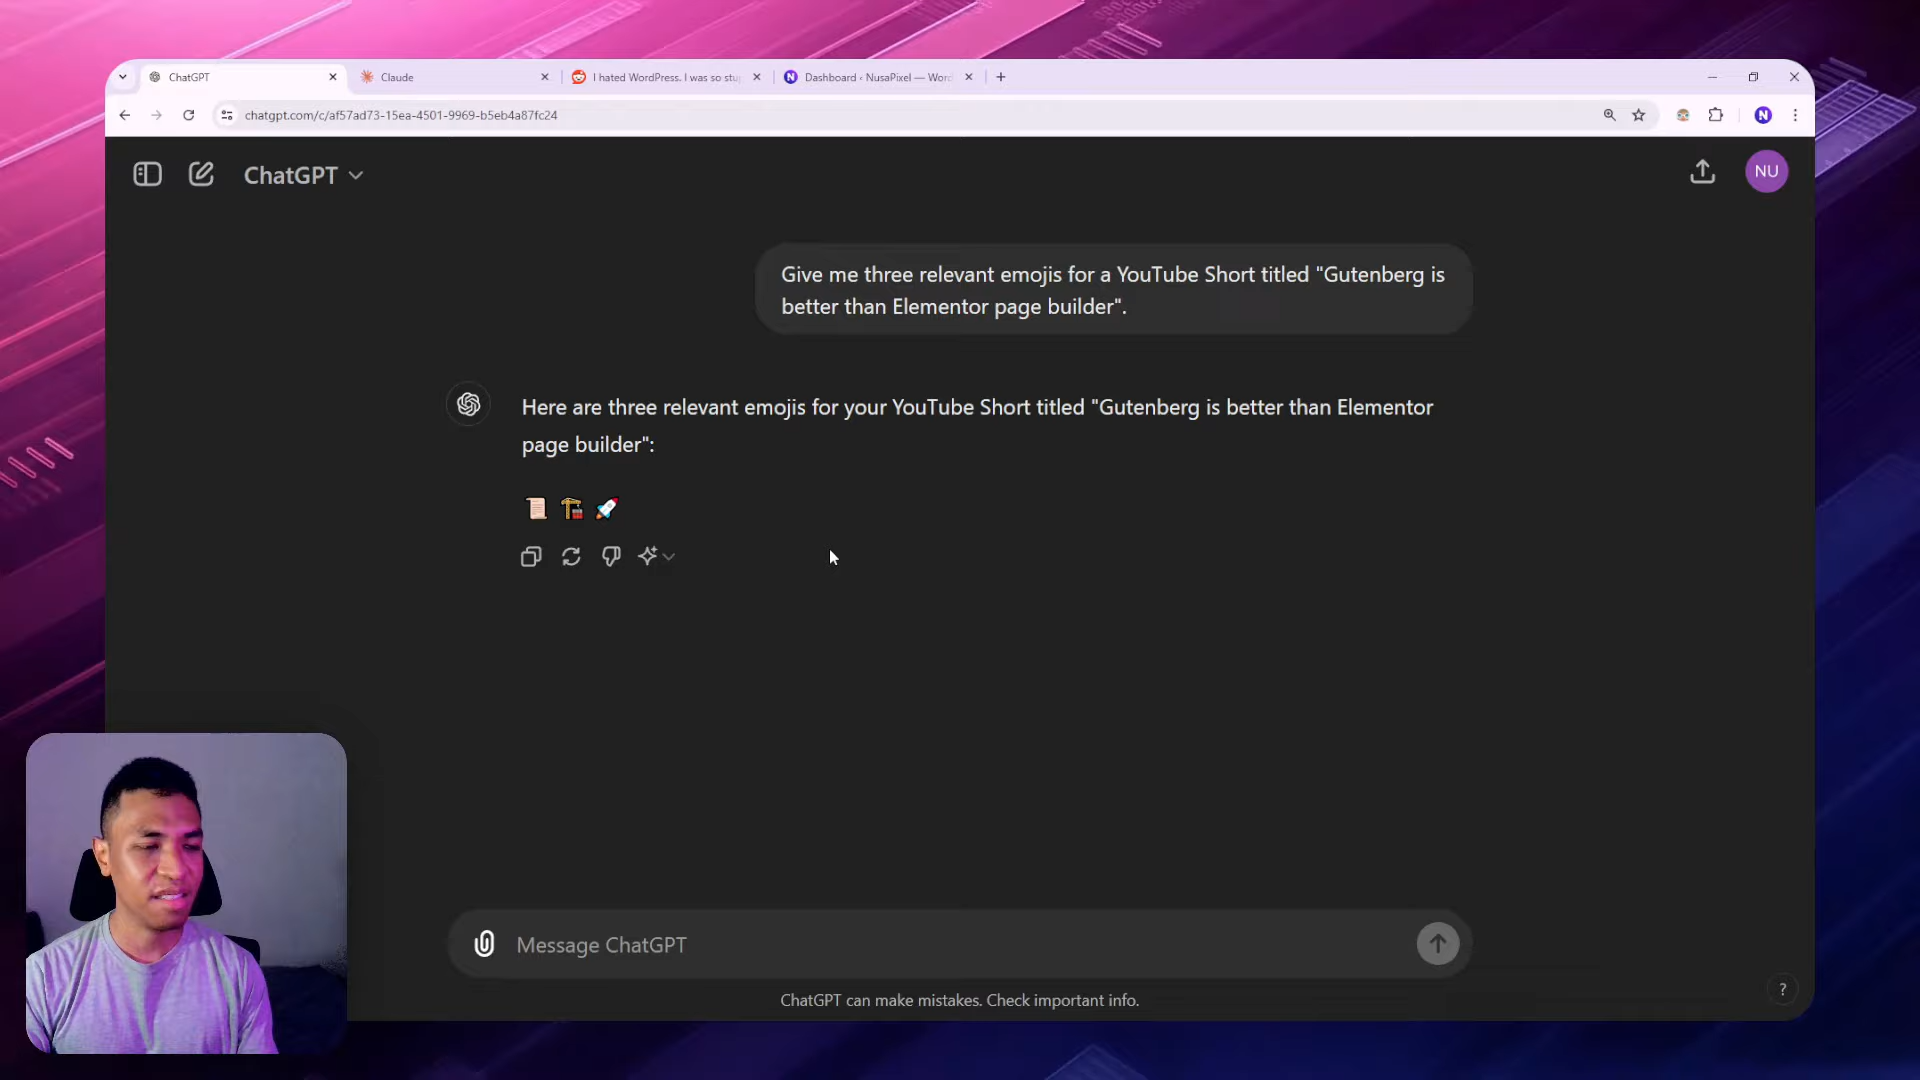 ChatGPT
Claude
I hated WordPress. I was so stu
Dashboard ‹ NusaPixel — Word
chatgpt.com/c/af57ad73-15ea-4501-9969-b5eb4a87fc24
N
ChatGPT
NU
Give me three relevant emojis for a YouTube Short titled "Gutenberg is
better than Elementor page builder".
Here are three relevant emojis for your YouTube Short titled "Gutenberg is better than Elementor
page builder":
📜 🏗️ 🚀
Message ChatGPT
ChatGPT can make mistakes. Check important info.
?